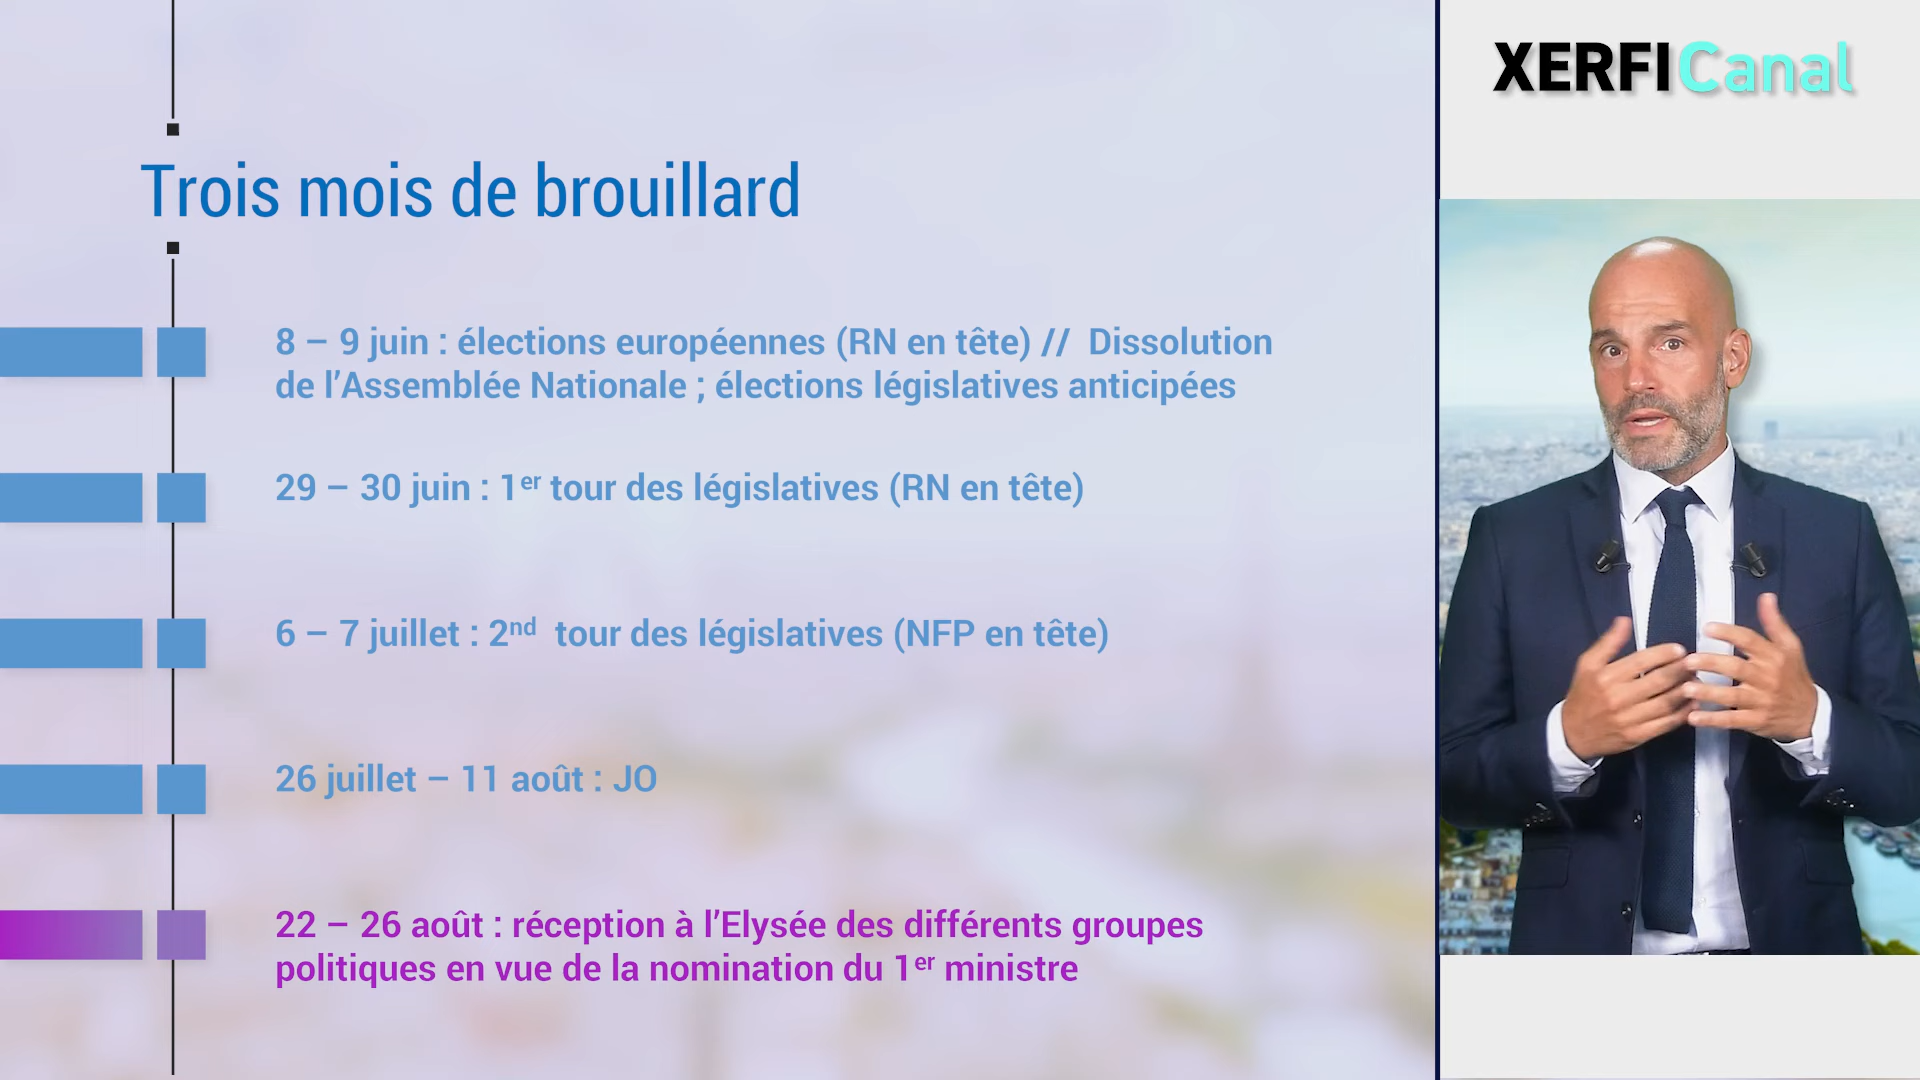 XERFI Canal
Trois mois de brouillard
8 – 9 juin : élections européennes (RN en tête) // Dissolution
de l’Assemblée Nationale ; élections législatives anticipées
29 – 30 juin : 1er tour des législatives (RN en tête)
6 – 7 juillet : 2nd tour des législatives (NFP en tête)
26 juillet – 11 août : JO
22 – 26 août : réception à l’Elysée des différents groupes
politiques en vue de la nomination du 1er ministre